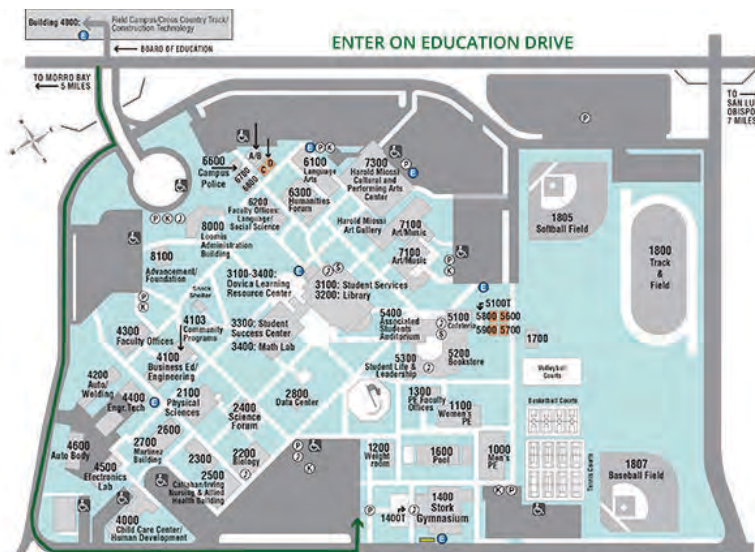 Building 4800:
Field Campus/Cross Country Track/
Construction Technology
E
BOARD OF EDUCATION
ENTER ON EDUCATION DRIVE
TO MORRO BAY
5 MILES
TO
SAN LU
OBISPO
7 MILES
P
6600
Campus
Police
6700
6800
A/B
C
D
E P K
6100
Language
Arts
6300
Humanities
Forum
6200
Faculty Offices:
Language/
Social Science
7300
Harold Miossi
Cultural and
Performing Arts
Center
P
E
Harold Miossi
Art Gallery
7100
Art/Music
7100
Art/Music
P
K
1805
Softball Field
1800
Track
&
Field
P K J
8000
Loomis
Administration
Building
8100
Advancement/
Foundation
P
K
3100-3400:
Dovica Learning
Resource Center
E
J S
3100: Student Services
3200: Library
3300: Student
Success Center
3400: Math Lab
4103
Community
Programs
4300
Faculty Offices
4100
Business Ed/
Engineering
5400
Associated
Students
Auditorium
5100
Cafeteria
J
S
E
5100T
5800 5600
5900 5700
5300
Student Life &
Leadership
J
5200
Bookstore
1700
Volleyball
Courts
Basketball Courts
Tennis Courts
4200
Auto/
Welding
4400
Engr.Tech
E
2100
Physical
Sciences
2400
Science
Forum
2800
Data Center
1300
PE Faculty
Offices
1100
Women's
PE
4600
Auto Body
4500
Electronics
Lab
2600
2700
Martinez
Building
2300
2200
Biology
J
2500
Callahan/Irving
Nursing & Allied
Health Building
P
J
K
1200
Weight
room
1600
Pool
1000
Men's
PE
K P
1807
Baseball Field
4000
Child Care Center/
Human Development
P
1400T
J
1400
Stork
Gymnasium
E